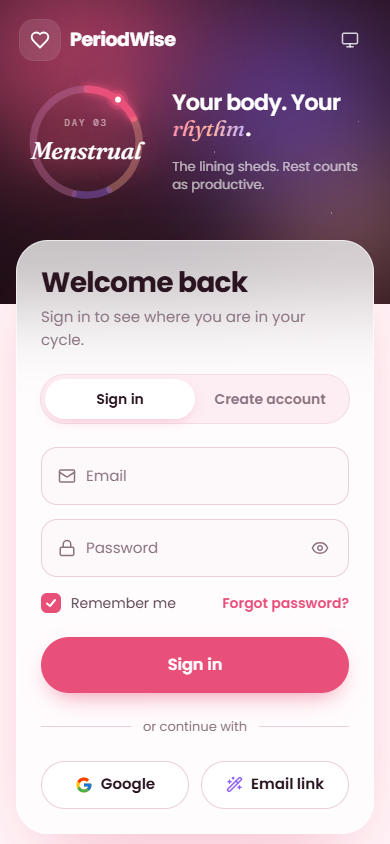 PeriodWise
DAY 03
Menstrual
Your body. Your
rhythm.
The lining sheds. Rest counts
as productive.
Welcome back
Sign in to see where you are in your
cycle.
Sign in
Create account
Email
Password
Remember me
Forgot password?
Sign in
or continue with
Google
Email link